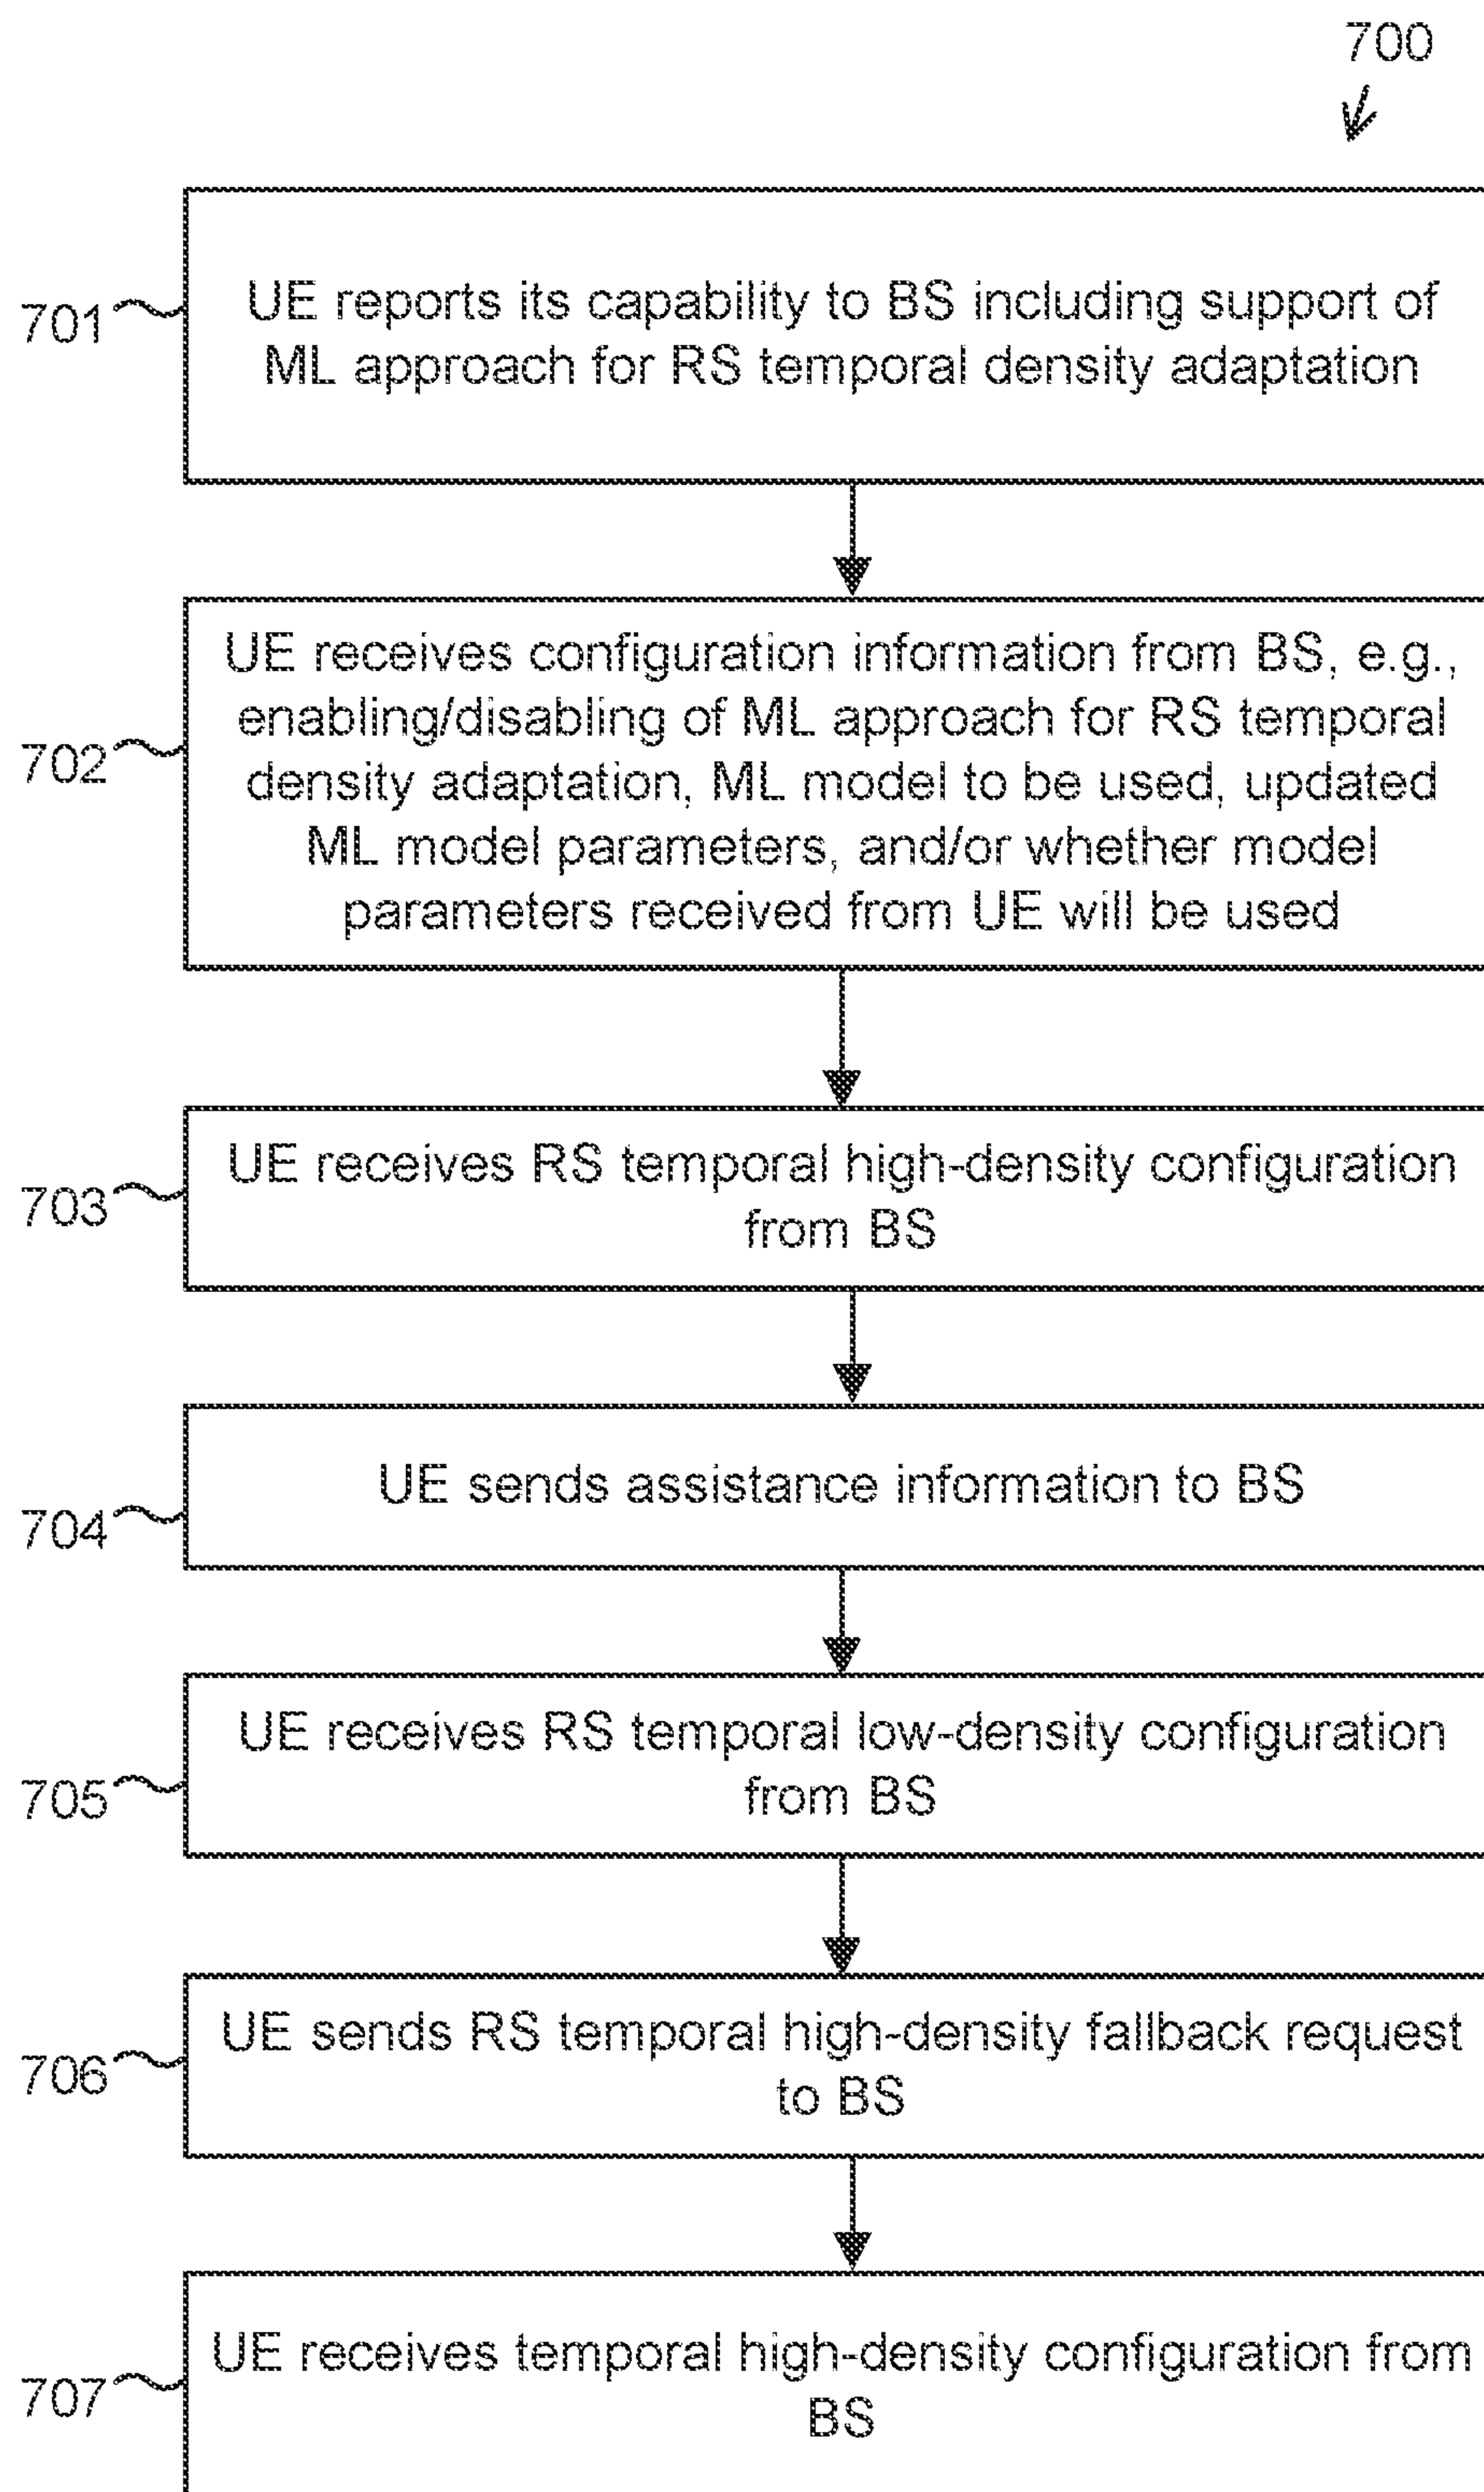 700
701
UE reports its capability to BS including support of
ML approach for RS temporal density adaptation
702
UE receives configuration information from BS, e.g.,
enabling/disabling of ML approach for RS temporal
density adaptation, ML model to be used, updated
ML model parameters, and/or whether model
parameters received from UE will be used
703
UE receives RS temporal high-density configuration
from BS
704
UE sends assistance information to BS
705
UE receives RS temporal low-density configuration
from BS
706
UE sends RS temporal high-density fallback request
to BS
707
UE receives temporal high-density configuration from
BS